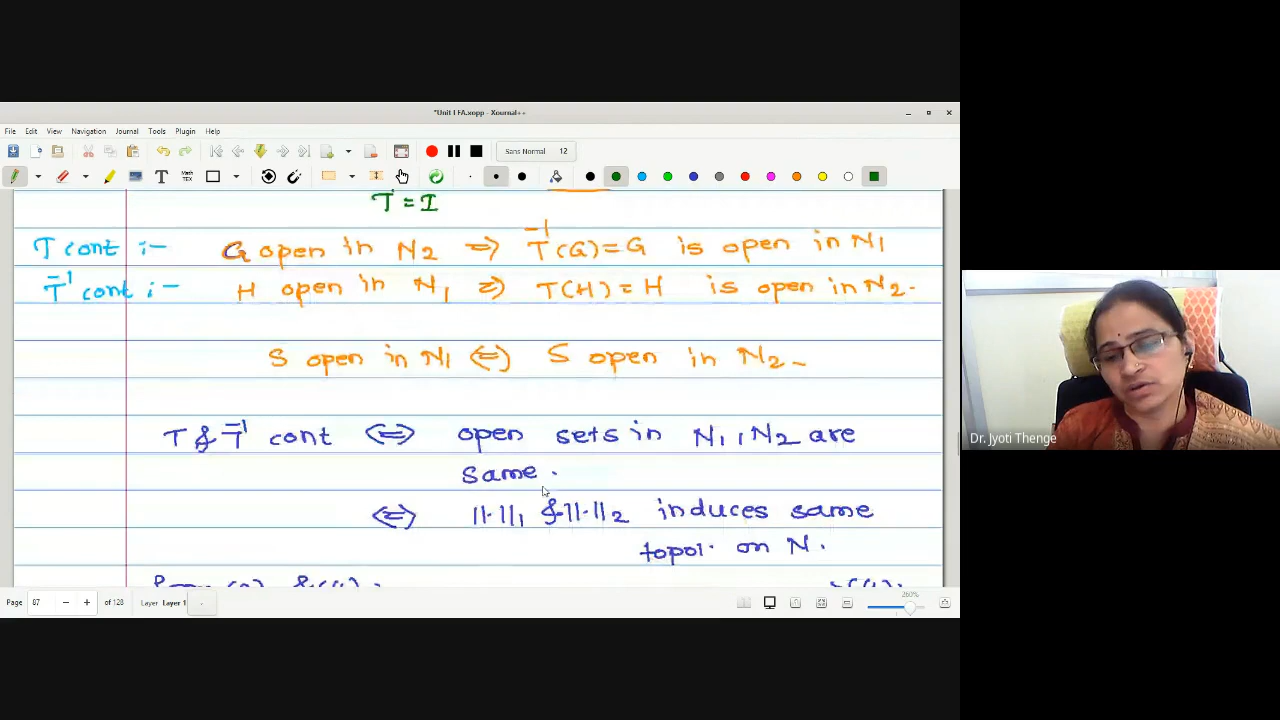 *Unit I FA.xopp - Xournal++
File Edit View Navigation Journal Tools Plugin Help
Sans Normal 12
T = I
T cont :- G open in N2 ⇒ T⁻¹(G) = G is open in N1
T⁻¹ cont :- H open in N1 ⇒ T(H) = H is open in N2.
S open in N1 ⇔ S open in N2.
T & T⁻¹ cont ⇔ open sets in N1, N2 are
same.
⇔ ||·||1 & ||·||2 induces same
topol. on N.
Dr. Jyoti Thenge
Page 87 of 128 Layer Layer 1 260%